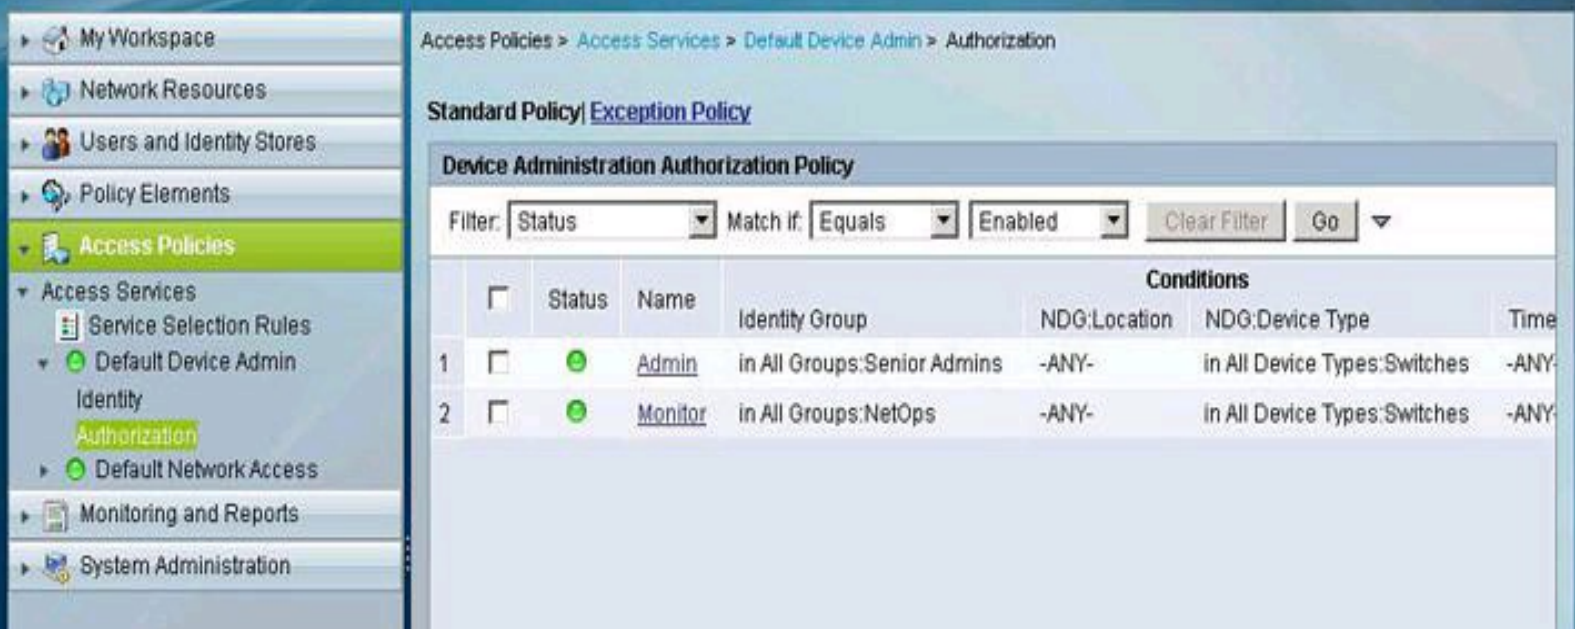 My Workspace
Network Resources
Users and Identity Stores
Policy Elements
Access Policies
Access Services
Service Selection Rules
Default Device Admin
Identity
Authorization
Default Network Access
Monitoring and Reports
System Administration
Access Policies > Access Services > Default Device Admin > Authorization
Standard Policy| Exception Policy
Device Administration Authorization Policy
Filter: Status Match if: Equals Enabled Clear Filter Go
Status Name Conditions
Identity Group NDG:Location NDG:Device Type Time
1 Admin in All Groups:Senior Admins -ANY- in All Device Types:Switches -ANY-
2 Monitor in All Groups:NetOps -ANY- in All Device Types:Switches -ANY-